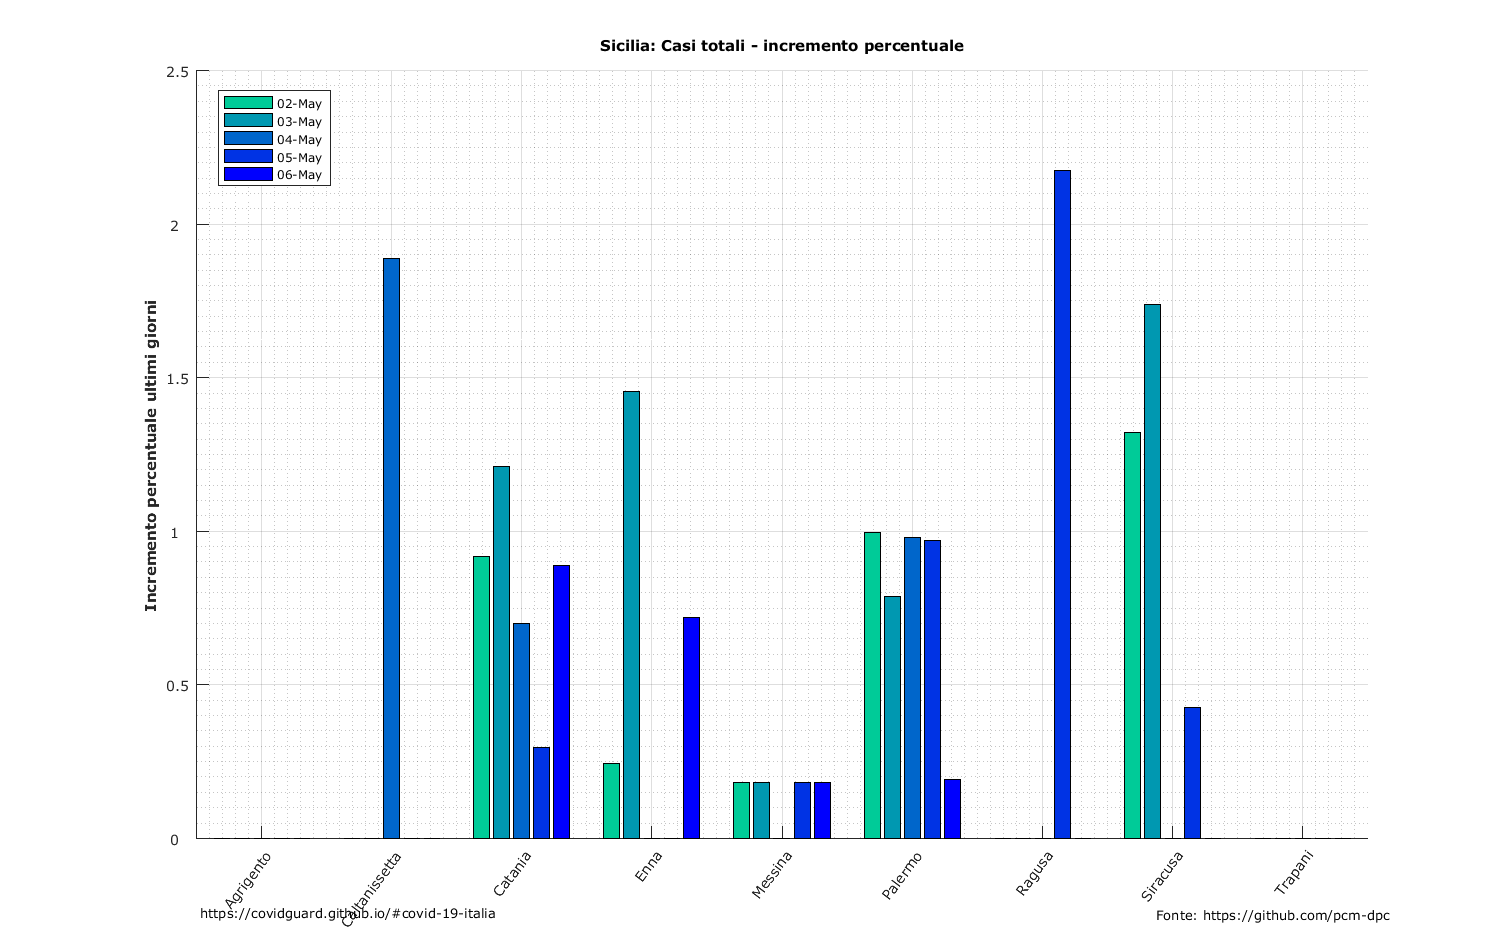 Sicilia: Casi totali - incremento percentuale
2.5
2
1.5
1
0.5
0
Incremento percentuale ultimi giorni
02-May
03-May
04-May
05-May
06-May
Agrigento
Caltanissetta
Catania
Enna
Messina
Palermo
Ragusa
Siracusa
Trapani
https://covidguard.github.io/#covid-19-italia
Fonte: https://github.com/pcm-dpc